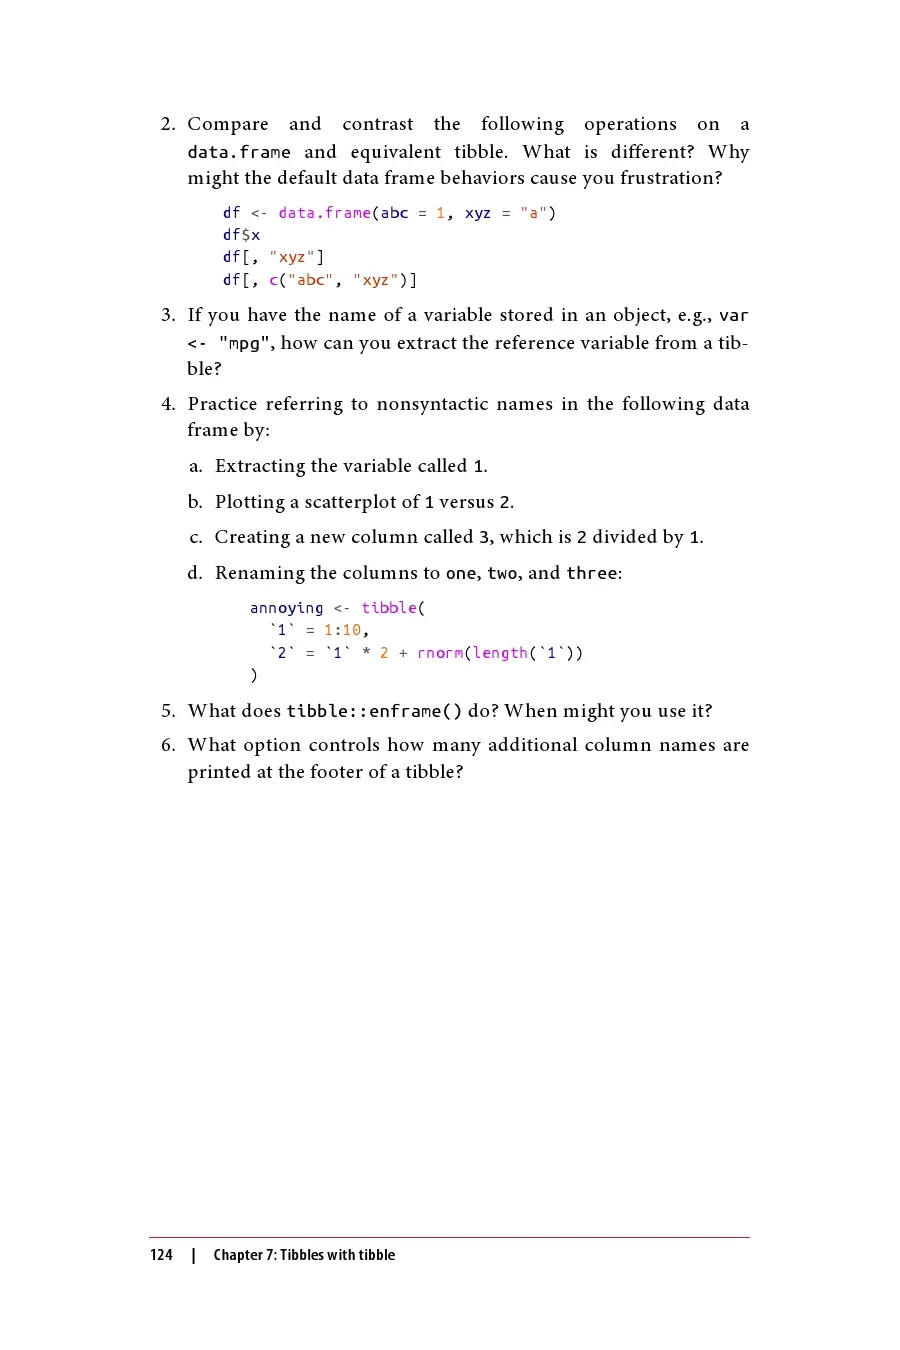 2. Compare and contrast the following operations on a
data.frame and equivalent tibble. What is different? Why
might the default data frame behaviors cause you frustration?
df <- data.frame(abc = 1, xyz = "a")
df$x
df[, "xyz"]
df[, c("abc", "xyz")]
3. If you have the name of a variable stored in an object, e.g., var
<- "mpg", how can you extract the reference variable from a tib-
ble?
4. Practice referring to nonsyntactic names in the following data
frame by:
a. Extracting the variable called 1.
b. Plotting a scatterplot of 1 versus 2.
c. Creating a new column called 3, which is 2 divided by 1.
d. Renaming the columns to one, two, and three:
annoying <- tibble(
`1` = 1:10,
`2` = `1` * 2 + rnorm(length(`1`))
)
5. What does tibble::enframe() do? When might you use it?
6. What option controls how many additional column names are
printed at the footer of a tibble?
124 | Chapter 7: Tibbles with tibble